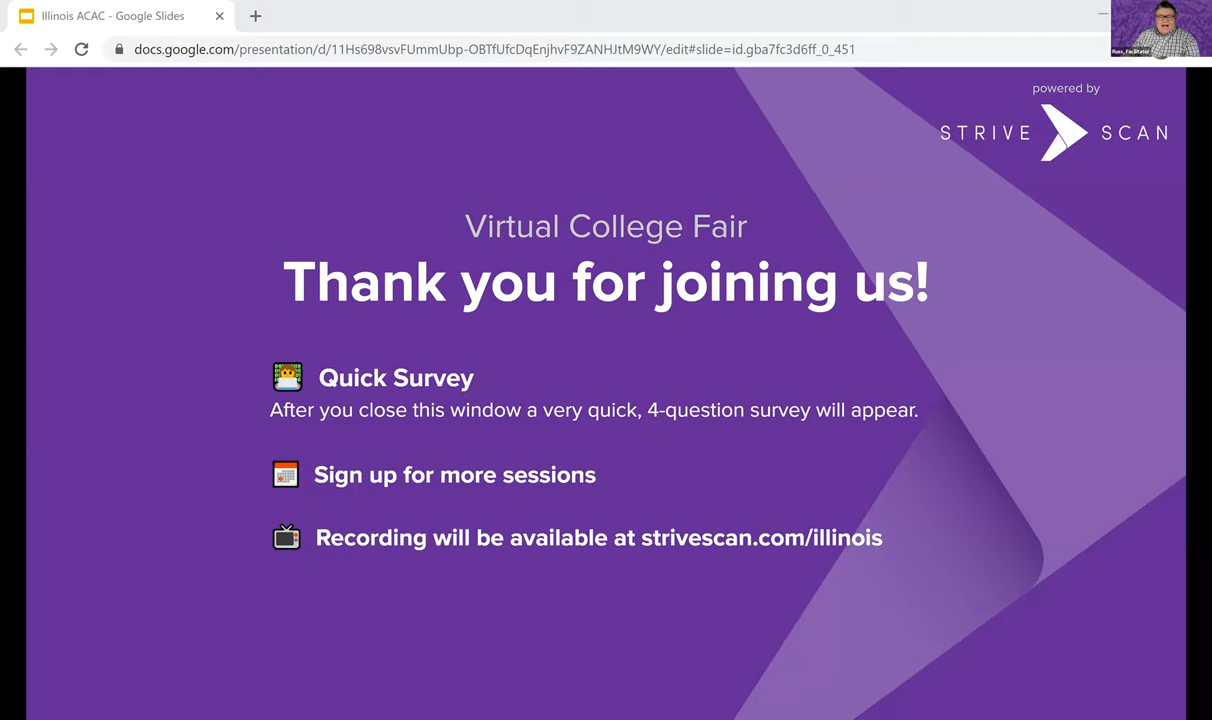 Illinois ACAC - Google Slides
docs.google.com/presentation/d/11Hs698vsvFUmmUbp-OBTfUfcDqEnjhvF9ZANHJtM9WY/edit#slide=id.gba7fc3d6ff_0_451
Russ_Facilitator
powered by
STRIVE SCAN
Virtual College Fair
Thank you for joining us!
Quick Survey
After you close this window a very quick, 4-question survey will appear.
Sign up for more sessions
Recording will be available at strivescan.com/illinois